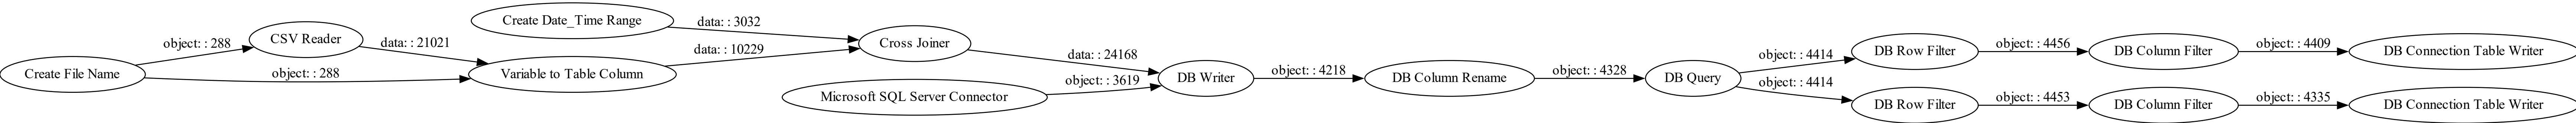 Create File Name
object: : 288
object: : 288
CSV Reader
data: : 21021
Create Date_Time Range
Variable to Table Column
data: : 3032
data: : 10229
Cross Joiner
Microsoft SQL Server Connector
data: : 24168
object: : 3619
DB Writer
object: : 4218
DB Column Rename
object: : 4328
DB Query
object: : 4414
object: : 4414
DB Row Filter
object: : 4456
DB Column Filter
object: : 4409
DB Connection Table Writer
DB Row Filter
object: : 4453
DB Column Filter
object: : 4335
DB Connection Table Writer